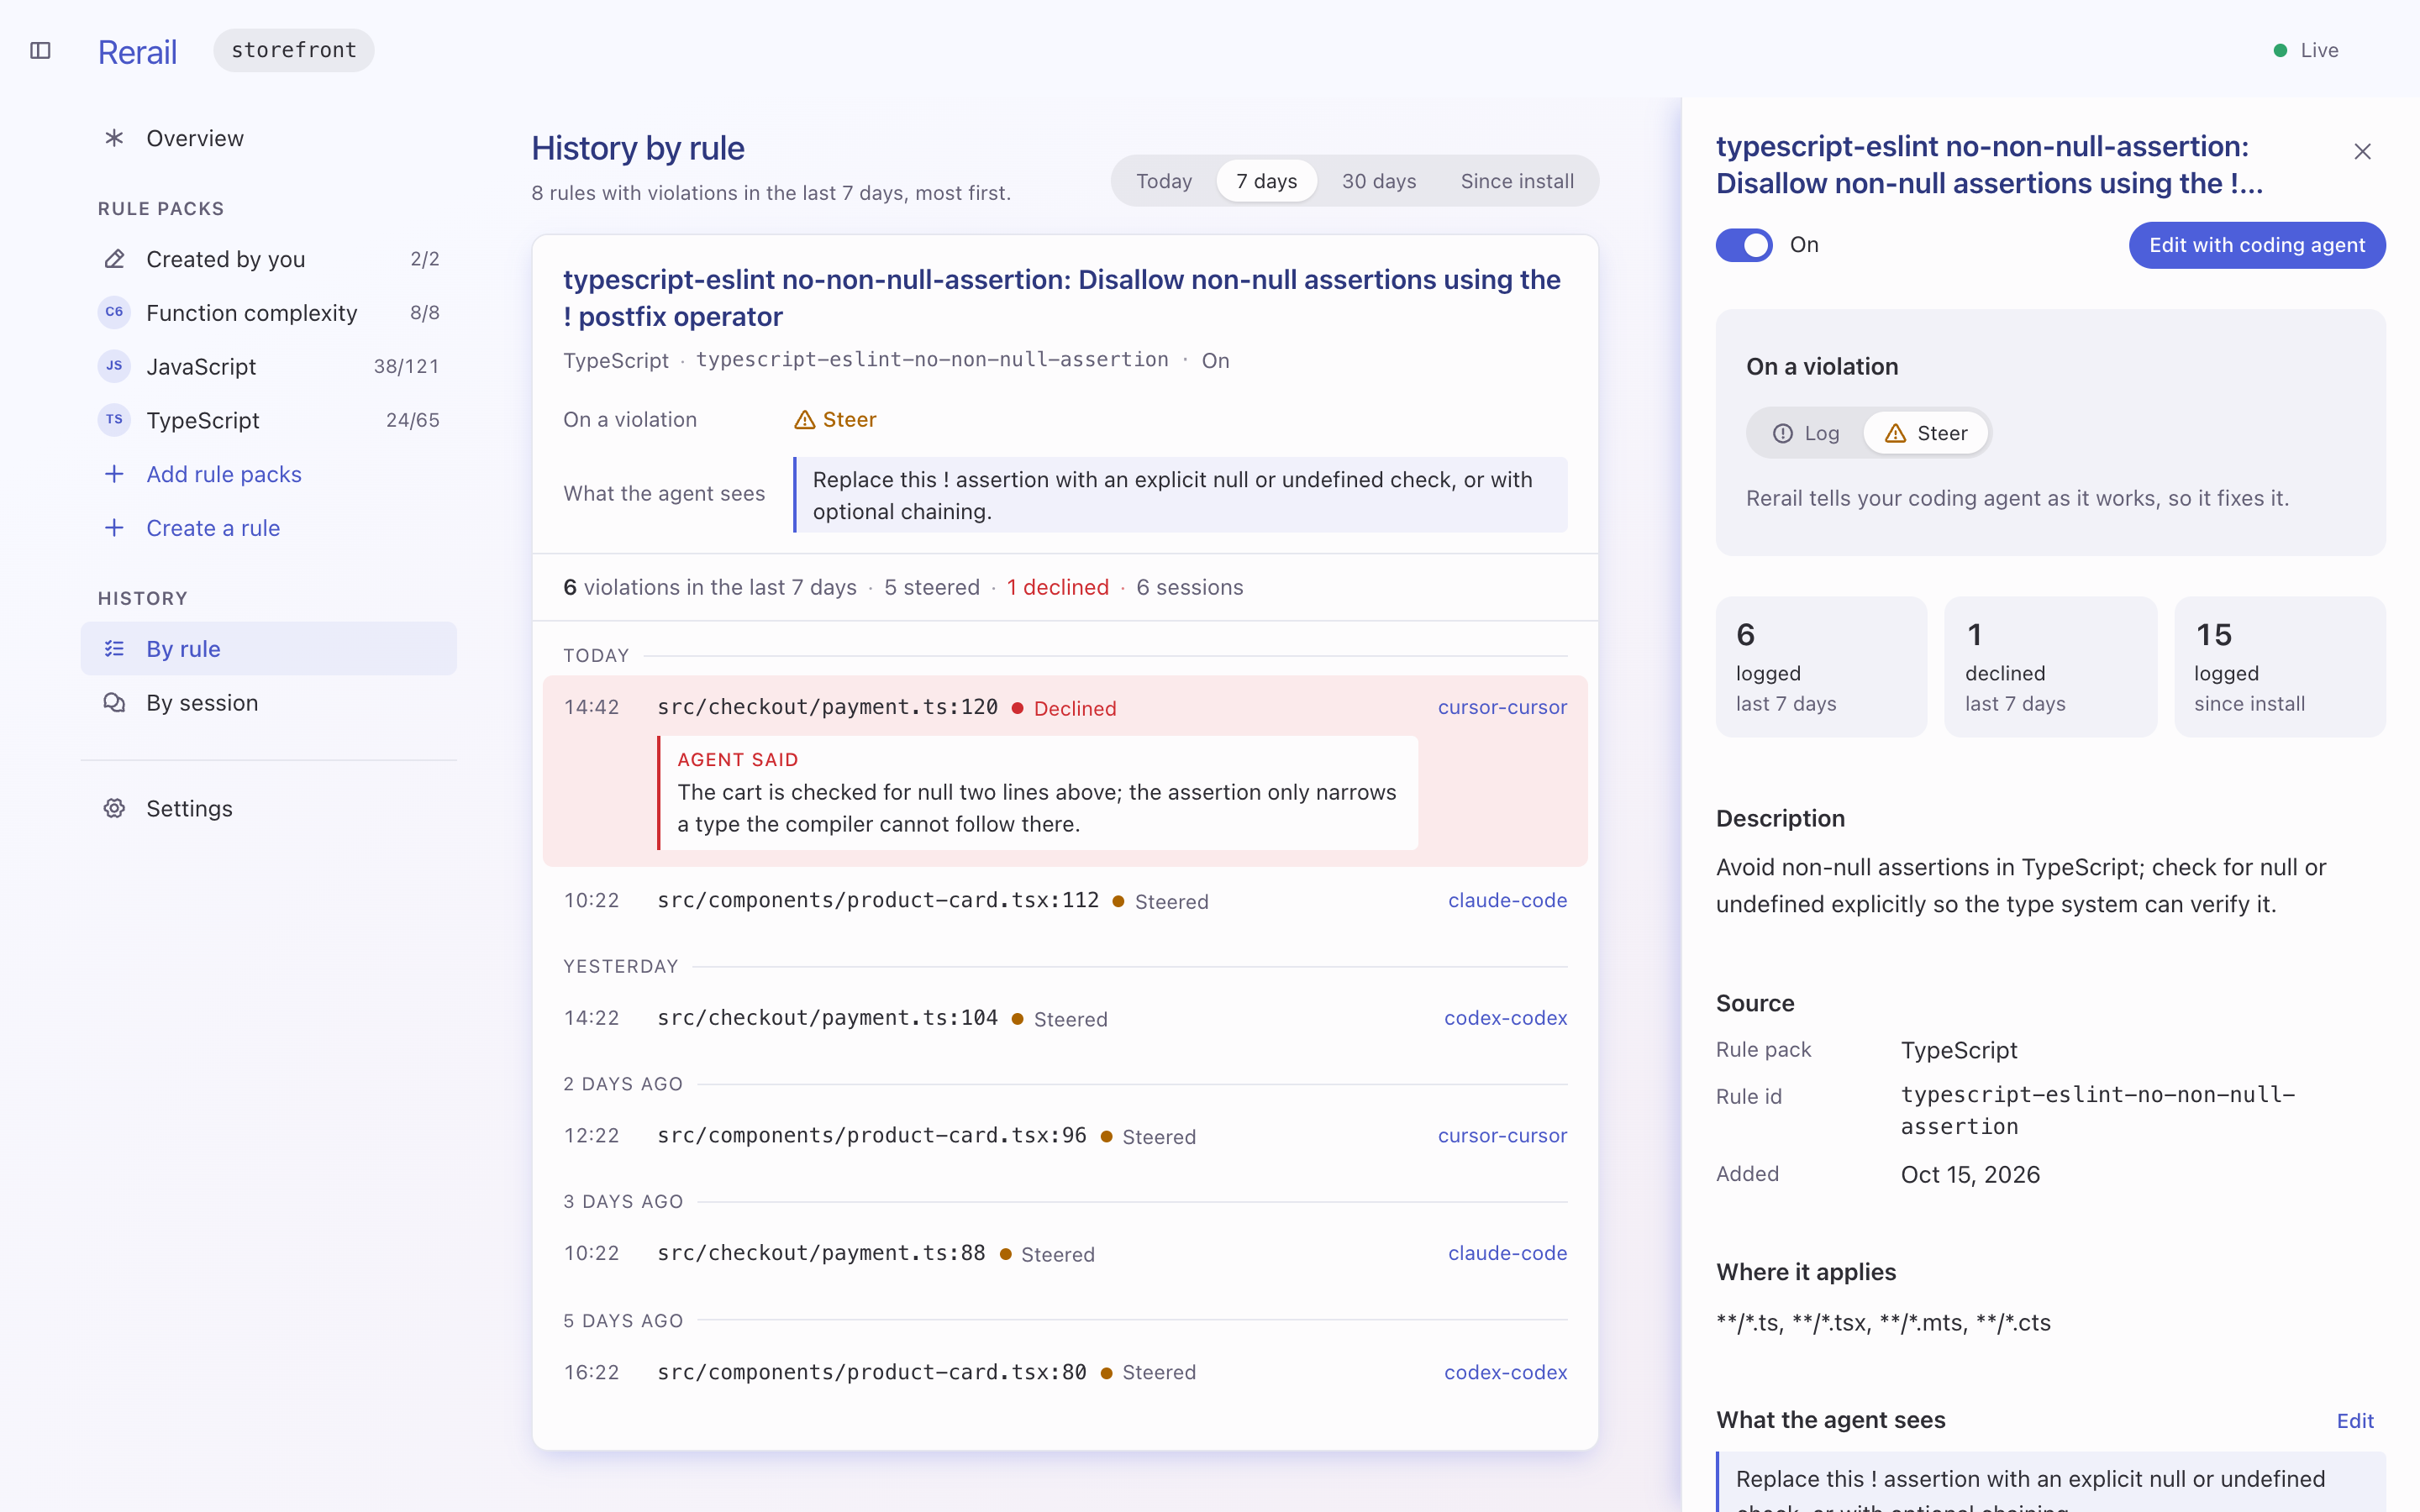 Rerail
storefront
Live
Overview
RULE PACKS
Created by you 2/2
C6 Function complexity 8/8
JS JavaScript 38/121
TS TypeScript 24/65
Add rule packs
Create a rule
HISTORY
By rule
By session
Settings
History by rule
8 rules with violations in the last 7 days, most first.
Today 7 days 30 days Since install
typescript-eslint no-non-null-assertion: Disallow non-null assertions using the
! postfix operator
TypeScript · typescript-eslint-no-non-null-assertion · On
On a violation Steer
What the agent sees
Replace this ! assertion with an explicit null or undefined check, or with
optional chaining.
6 violations in the last 7 days · 5 steered · 1 declined · 6 sessions
TODAY
14:42 src/checkout/payment.ts:120 Declined cursor-cursor
AGENT SAID
The cart is checked for null two lines above; the assertion only narrows
a type the compiler cannot follow there.
10:22 src/components/product-card.tsx:112 Steered claude-code
YESTERDAY
14:22 src/checkout/payment.ts:104 Steered codex-codex
2 DAYS AGO
12:22 src/components/product-card.tsx:96 Steered cursor-cursor
3 DAYS AGO
10:22 src/checkout/payment.ts:88 Steered claude-code
5 DAYS AGO
16:22 src/components/product-card.tsx:80 Steered codex-codex
typescript-eslint no-non-null-assertion:
Disallow non-null assertions using the !...
On
Edit with coding agent
On a violation
Log Steer
Rerail tells your coding agent as it works, so it fixes it.
6
logged
last 7 days
1
declined
last 7 days
15
logged
since install
Description
Avoid non-null assertions in TypeScript; check for null or
undefined explicitly so the type system can verify it.
Source
Rule pack TypeScript
Rule id typescript-eslint-no-non-null-
assertion
Added Oct 15, 2026
Where it applies
**/*.ts, **/*.tsx, **/*.mts, **/*.cts
What the agent sees Edit
Replace this ! assertion with an explicit null or undefined
check, or with optional chaining.